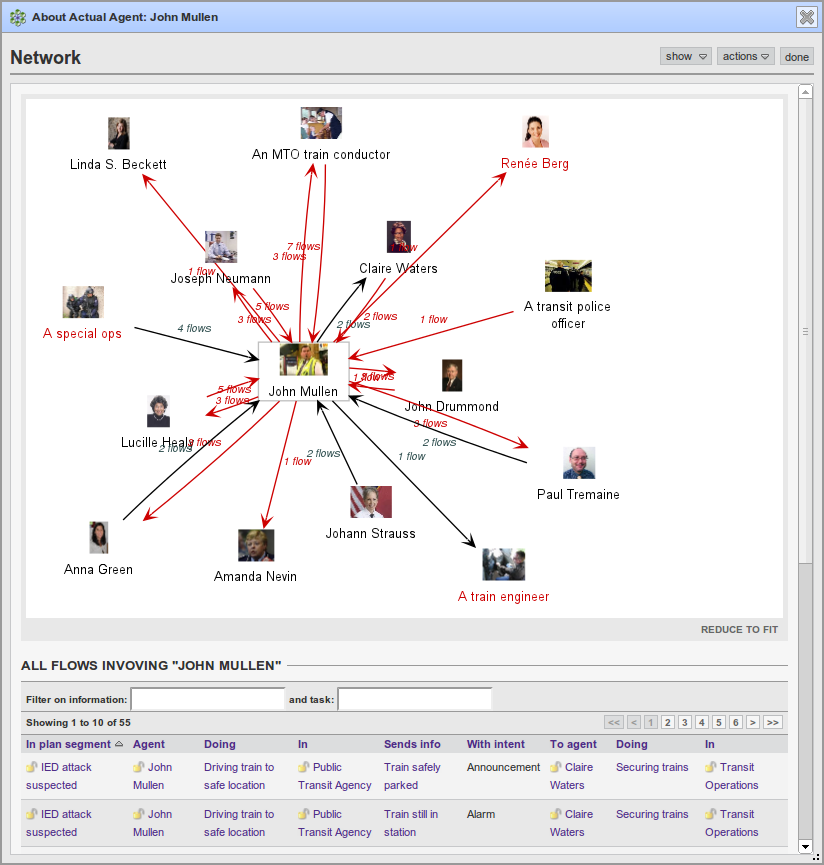 About Actual Agent: John Mullen
Network
show
actions
done
Linda S. Beckett
An MTO train conductor
Renée Berg
7 flows
3 flows
1 flow
Claire Waters
1 flow
Joseph Neumann
A transit police
officer
5 flows
3 flows
2 flows
2 flows
1 flow
A special ops
4 flows
John Mullen
1 flow
John Drummond
5 flows
3 flows
Lucille Healy
2 flows
3 flows
3 flows
2 flows
1 flow
2 flows
1 flow
Paul Tremaine
Johann Strauss
Anna Green
Amanda Nevin
A train engineer
REDUCE TO FIT
ALL FLOWS INVOVING "JOHN MULLEN"
Filter on information: and task:
Showing 1 to 10 of 55 << < 1 2 3 4 5 6 > >>
In plan segment Agent Doing In Sends info With intent To agent Doing In
IED attack John Driving train to Public Train safely Announcement Claire Securing trains Transit
suspected Mullen safe location Transit Agency parked Waters Operations
IED attack John Driving train to Public Train still in Alarm Claire Securing trains Transit
suspected Mullen safe location Transit Agency station Waters Operations